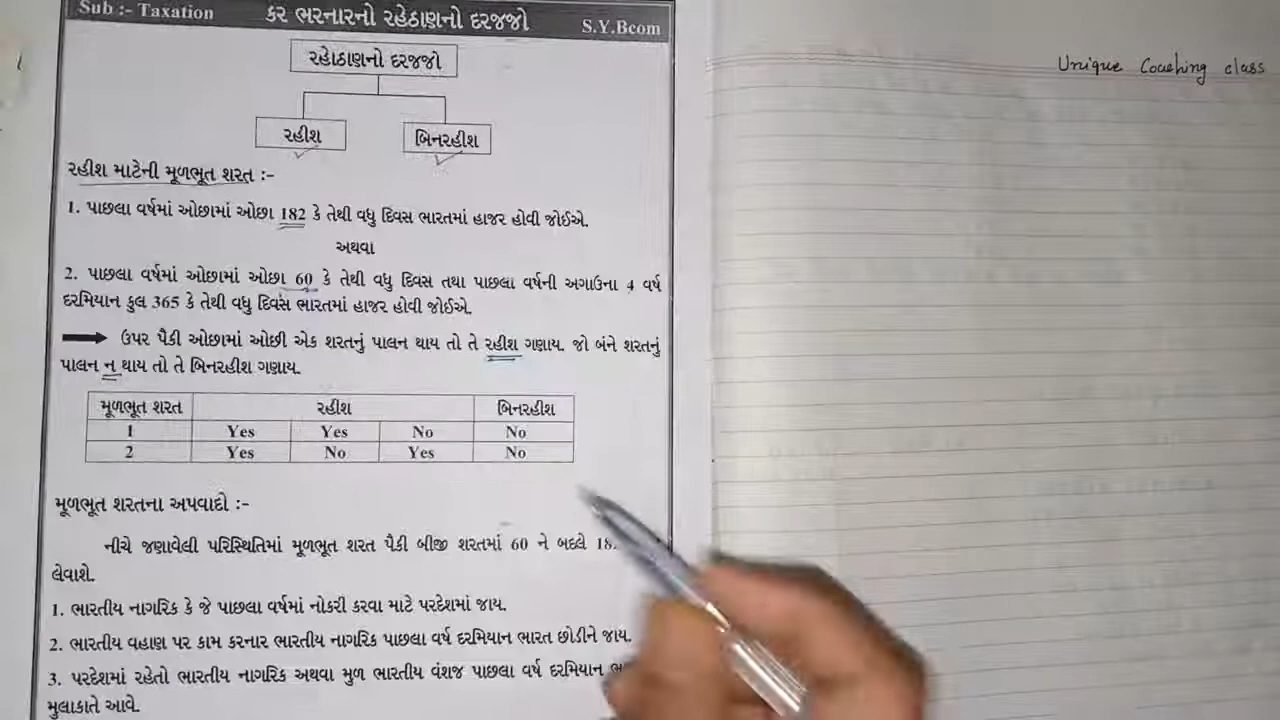 Sub :- Taxation કર ભરનારનો રહેઠાણનો દરજજો S.Y.Bcom
Unique Coaching class
રહેાઠાણનો દરજજો
રહીશ બિનરહીશ
રહીશ માટેની મૂળભૂત શરત :-
1. પાછલા વર્ષમાં ઓછામાં ઓછા 182 કે તેથી વધુ દિવસ ભારતમાં હાજર હોવી જોઈએ.
અથવા
2. પાછલા વર્ષમાં ઓછામાં ઓછા 60 કે તેથી વધુ દિવસ તથા પાછલા વર્ષની અગાઉના 4 વર્ષ
દરમિયાન કુલ 365 કે તેથી વધુ દિવસ ભારતમાં હાજર હોવી જોઈએ.
ઉપર પૈકી ઓછામાં ઓછી એક શરતનું પાલન થાય તો તે રહીશ ગણાય. જો બંને શરતનું
પાલન ન થાય તો તે બિનરહીશ ગણાય.
મૂળભૂત શરત રહીશ બિનરહીશ
1 Yes Yes No No
2 Yes No Yes No
મૂળભૂત શરતના અપવાદો :-
નીચે જણાવેલી પરિસ્થિતિમાં મૂળભૂત શરત પૈકી બીજી શરતમાં 60 ને બદલે
લેવાશે.
1. ભારતીય નાગરિક કે જે પાછલા વર્ષમાં નોકરી કરવા માટે પરદેશમાં જાય.
2. ભારતીય વહાણ પર કામ કરનાર ભારતીય નાગરિક પાછલા વર્ષ દરમિયાન ભારત છોડીને જાય.
3. પરદેશમાં રહેતો ભારતીય નાગરિક અથવા મુળ ભારતીય વંશજ પાછલા વર્ષ દરમિયાન
મુલાકાતે આવે.